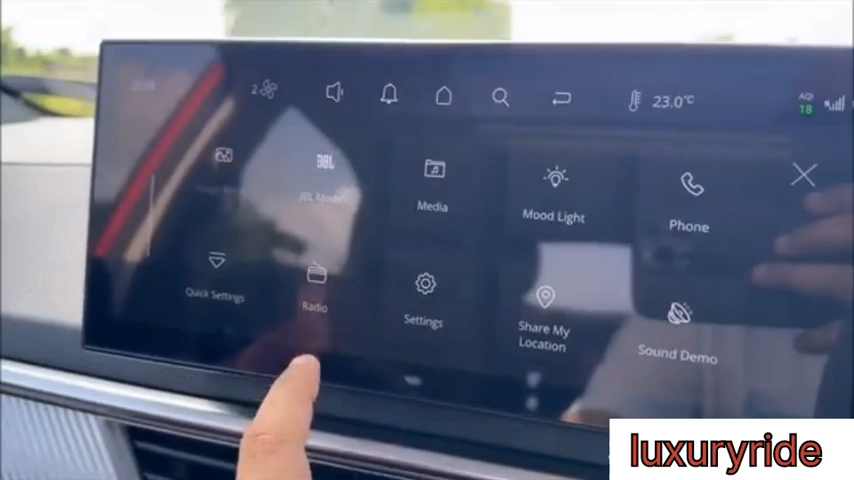 2
23.0°C
AQI
18
JBL
JBL Mode
Media
Mood Light
Phone
Quick Settings
Radio
Settings
Share My
Location
Sound Demo
luxuryride